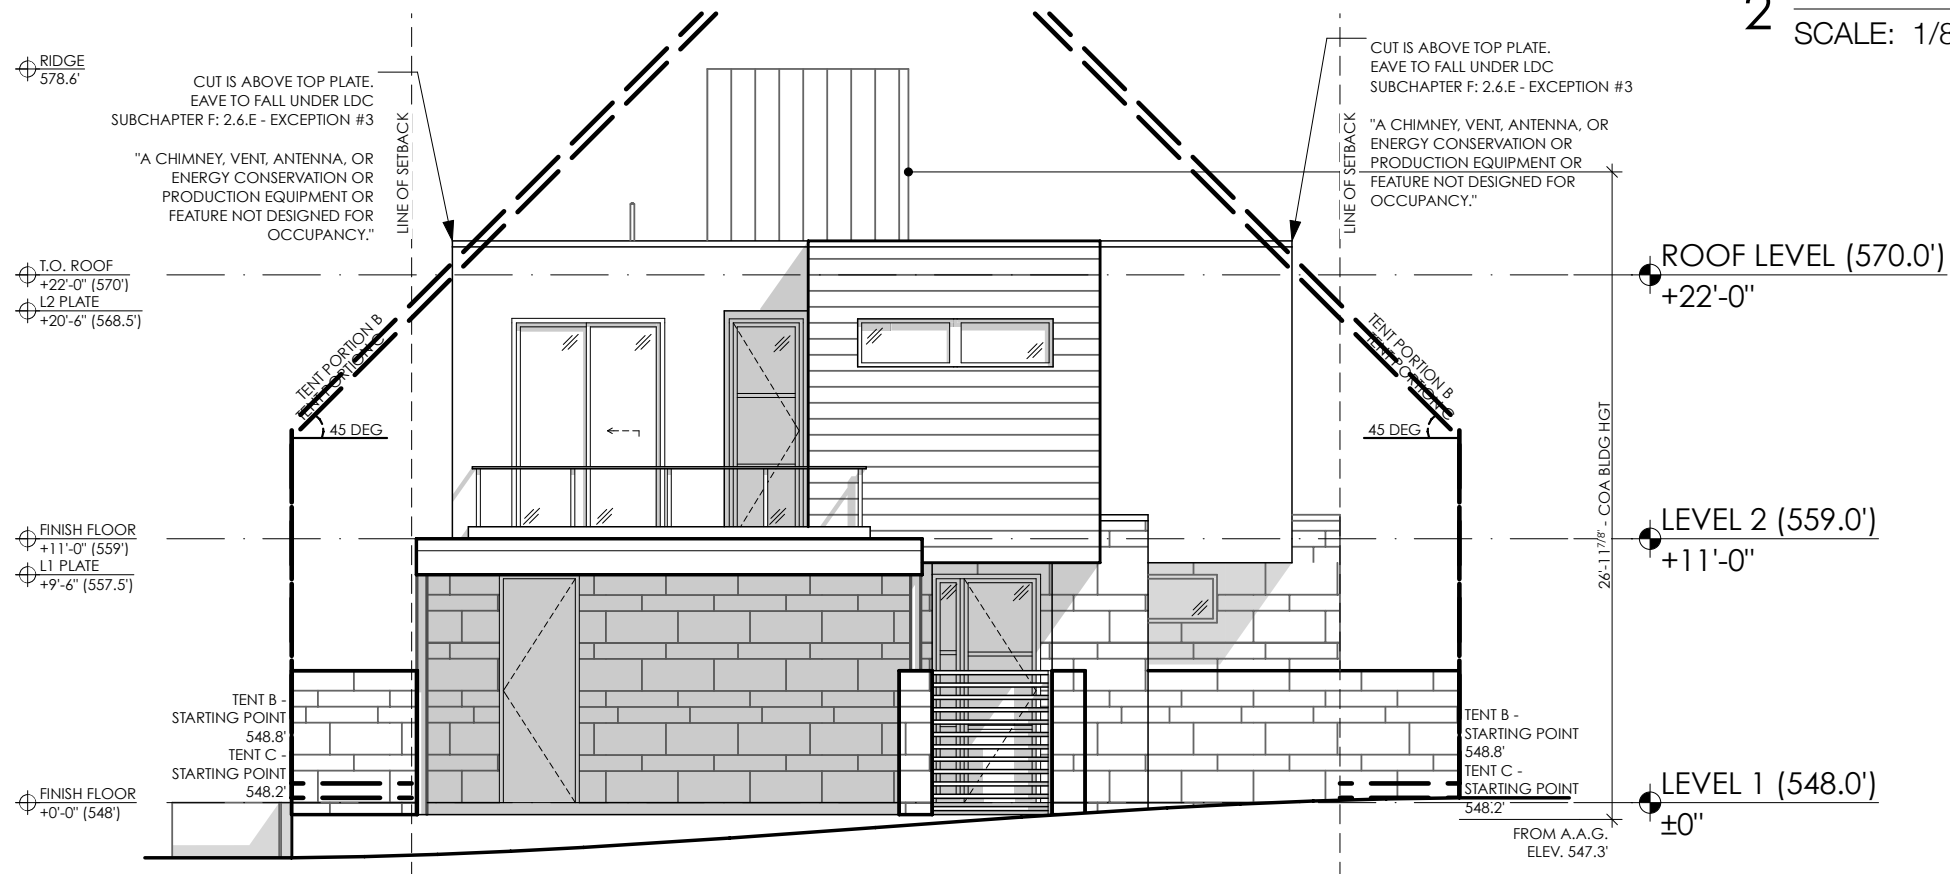 2
SCALE: 1/8
RIDGE
578.6'
CUT IS ABOVE TOP PLATE.
EAVE TO FALL UNDER LDC
SUBCHAPTER F: 2.6.E - EXCEPTION #3
"A CHIMNEY, VENT, ANTENNA, OR
ENERGY CONSERVATION OR
PRODUCTION EQUIPMENT OR
FEATURE NOT DESIGNED FOR
OCCUPANCY."
LINE OF SETBACK
CUT IS ABOVE TOP PLATE.
EAVE TO FALL UNDER LDC
SUBCHAPTER F: 2.6.E - EXCEPTION #3
"A CHIMNEY, VENT, ANTENNA, OR
ENERGY CONSERVATION OR
PRODUCTION EQUIPMENT OR
FEATURE NOT DESIGNED FOR
OCCUPANCY."
LINE OF SETBACK
T.O. ROOF
+22'-0" (570')
L2 PLATE
+20'-6" (568.5')
ROOF LEVEL (570.0')
+22'-0"
TENT PORTION B
TENT PORTION C
45 DEG
TENT PORTION B
TENT PORTION C
45 DEG
26'-11 7/8" - COA BLDG HGT
FINISH FLOOR
+11'-0" (559')
L1 PLATE
+9'-6" (557.5')
LEVEL 2 (559.0')
+11'-0"
TENT B -
STARTING POINT
548.8'
TENT C -
STARTING POINT
548.2'
TENT B -
STARTING POINT
548.8'
TENT C -
STARTING POINT
548.2'
FINISH FLOOR
+0'-0" (548')
LEVEL 1 (548.0')
±0"
FROM A.A.G.
ELEV. 547.3'